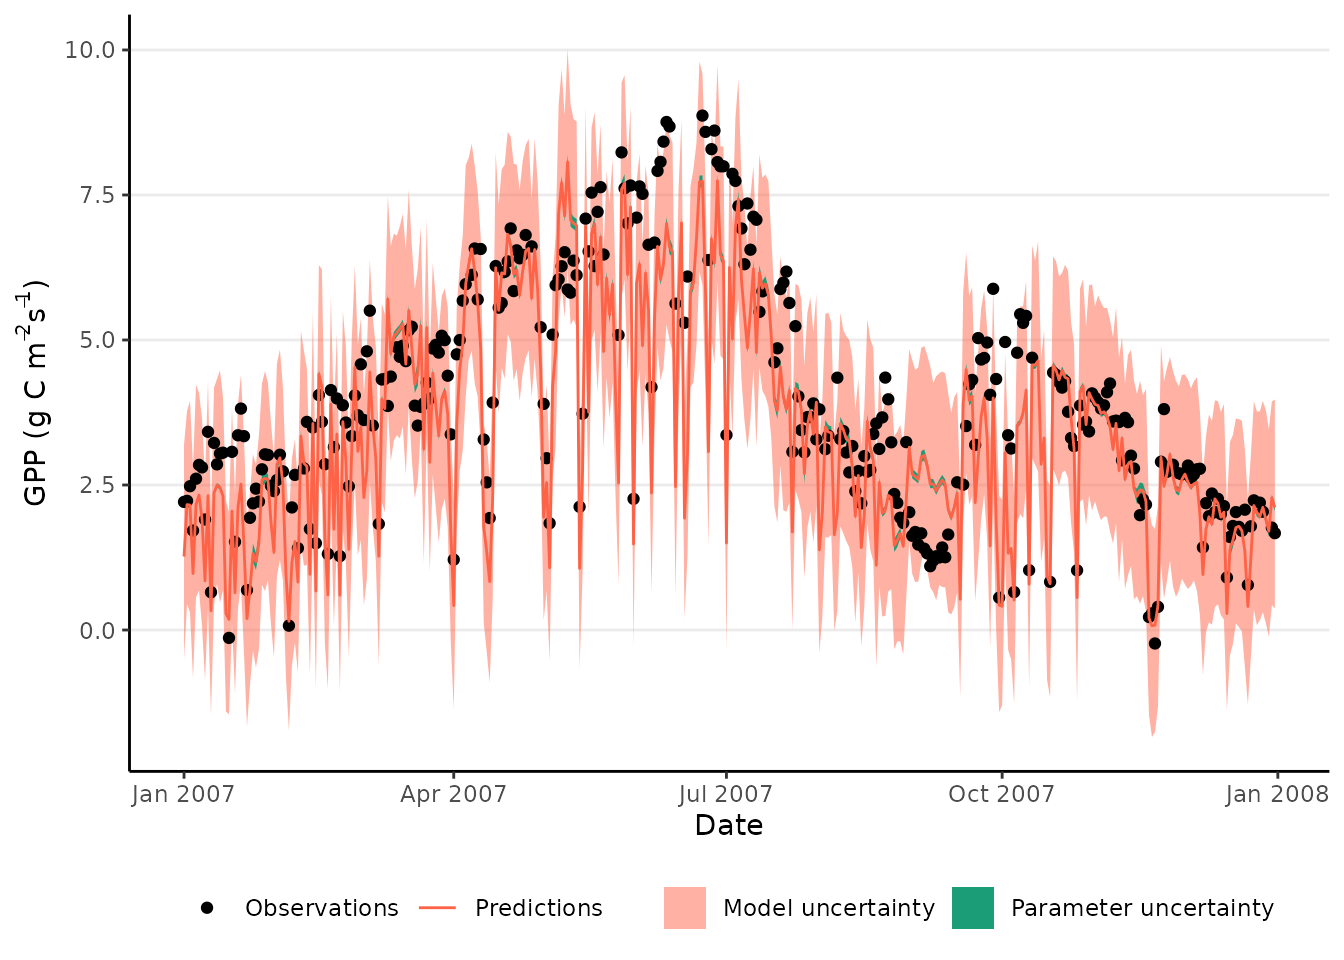 GPP (g C m⁻² s⁻¹)
10.0
7.5
5.0
2.5
0.0
Jan 2007 Apr 2007 Jul 2007 Oct 2007 Jan 2008
Date
Observations Predictions Model uncertainty Parameter uncertainty